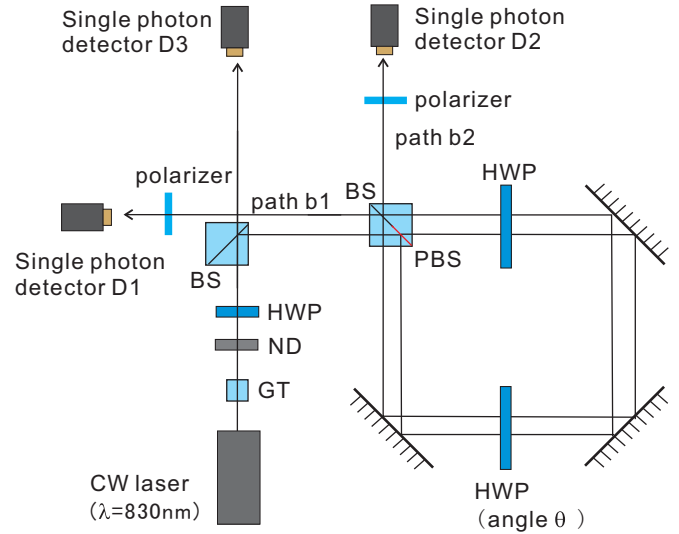 Single photon
detector D3
Single photon
detector D2
polarizer
path b2
polarizer
path b1
BS
HWP
Single photon
detector D1
BS
PBS
HWP
ND
GT
CW laser
(λ=830nm)
HWP
(angle θ )